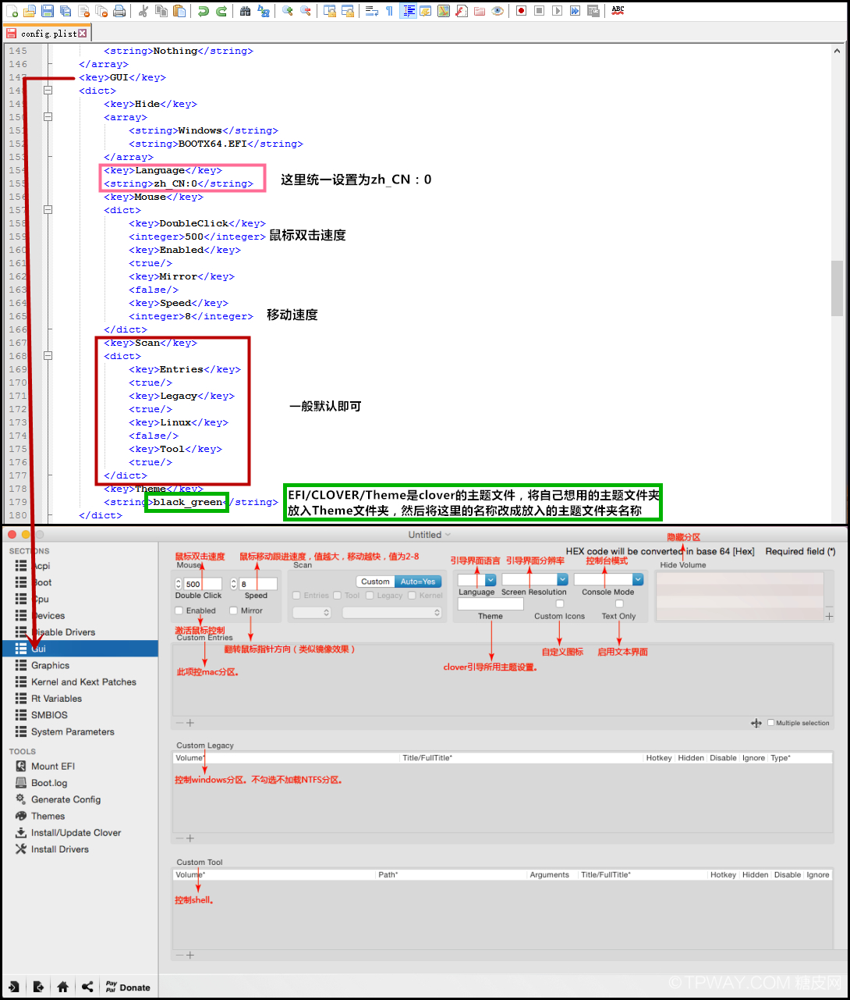 config.plist
145 <string>Nothing</string>
146 </array>
147 <key>GUI</key>
148 <dict>
149 <key>Hide</key>
150 <array>
151 <string>Windows</string>
152 <string>BOOTX64.EFI</string>
153 </array>
154 <key>Language</key>
155 <string>zh_CN:0</string>
这里统一设置为zh_CN：0
156 <key>Mouse</key>
157 <dict>
158 <key>DoubleClick</key>
159 <integer>500</integer> 鼠标双击速度
160 <key>Enabled</key>
161 <true/>
162 <key>Mirror</key>
163 <false/>
164 <key>Speed</key>
165 <integer>8</integer> 移动速度
166 </dict>
167 <key>Scan</key>
168 <dict>
169 <key>Entries</key>
170 <true/>
171 <key>Legacy</key>
172 <true/>
一般默认即可
173 <key>Linux</key>
174 <false/>
175 <key>Tool</key>
176 <true/>
177 </dict>
178 <key>Theme</key>
179 <string>black_green</string>
180 </dict>
EFI/CLOVER/Theme是clover的主题文件，将自己想用的主题文件夹
放入Theme文件夹，然后将这里的名称改成放入的主题文件夹名称
Untitled
SECTIONS
Acpi
Boot
Cpu
Devices
Disable Drivers
Gui
Graphics
Kernel and Kext Patches
Rt Variables
SMBIOS
System Parameters
TOOLS
Mount EFI
Boot.log
Generate Config
Themes
Install/Update Clover
Install Drivers
PayPal Donate
隐藏分区
HEX code will be converted in base 64 [Hex] Required field (*)
鼠标双击速度 鼠标移动跟进速度，值越大，移动越快，值为2-8 引导界面语言 引导界面分辨率 控制台模式
Mouse Scan Hide Volume
500 8 Custom Auto=Yes
Double Click Speed Entries Tool Legacy Kernel Language Screen Resolution Console Mode
Enabled Mirror Theme Custom Icons Text Only
激活鼠标控制
Custom Entries 翻转鼠标指针方向（类似镜像效果） 自定义图标 启用文本界面
此项控mac分区。 clover引导所用主题设置。
Multiple selection
Custom Legacy
Volume* Title/FullTitle* Hotkey Hidden Disable Ignore Type*
控制windows分区。不勾选不加载NTFS分区。
Custom Tool
Volume* Path* Arguments Title/FullTitle* Hotkey Hidden Disable Ignore
控制shell。
©TPWAY.COM 糖皮网